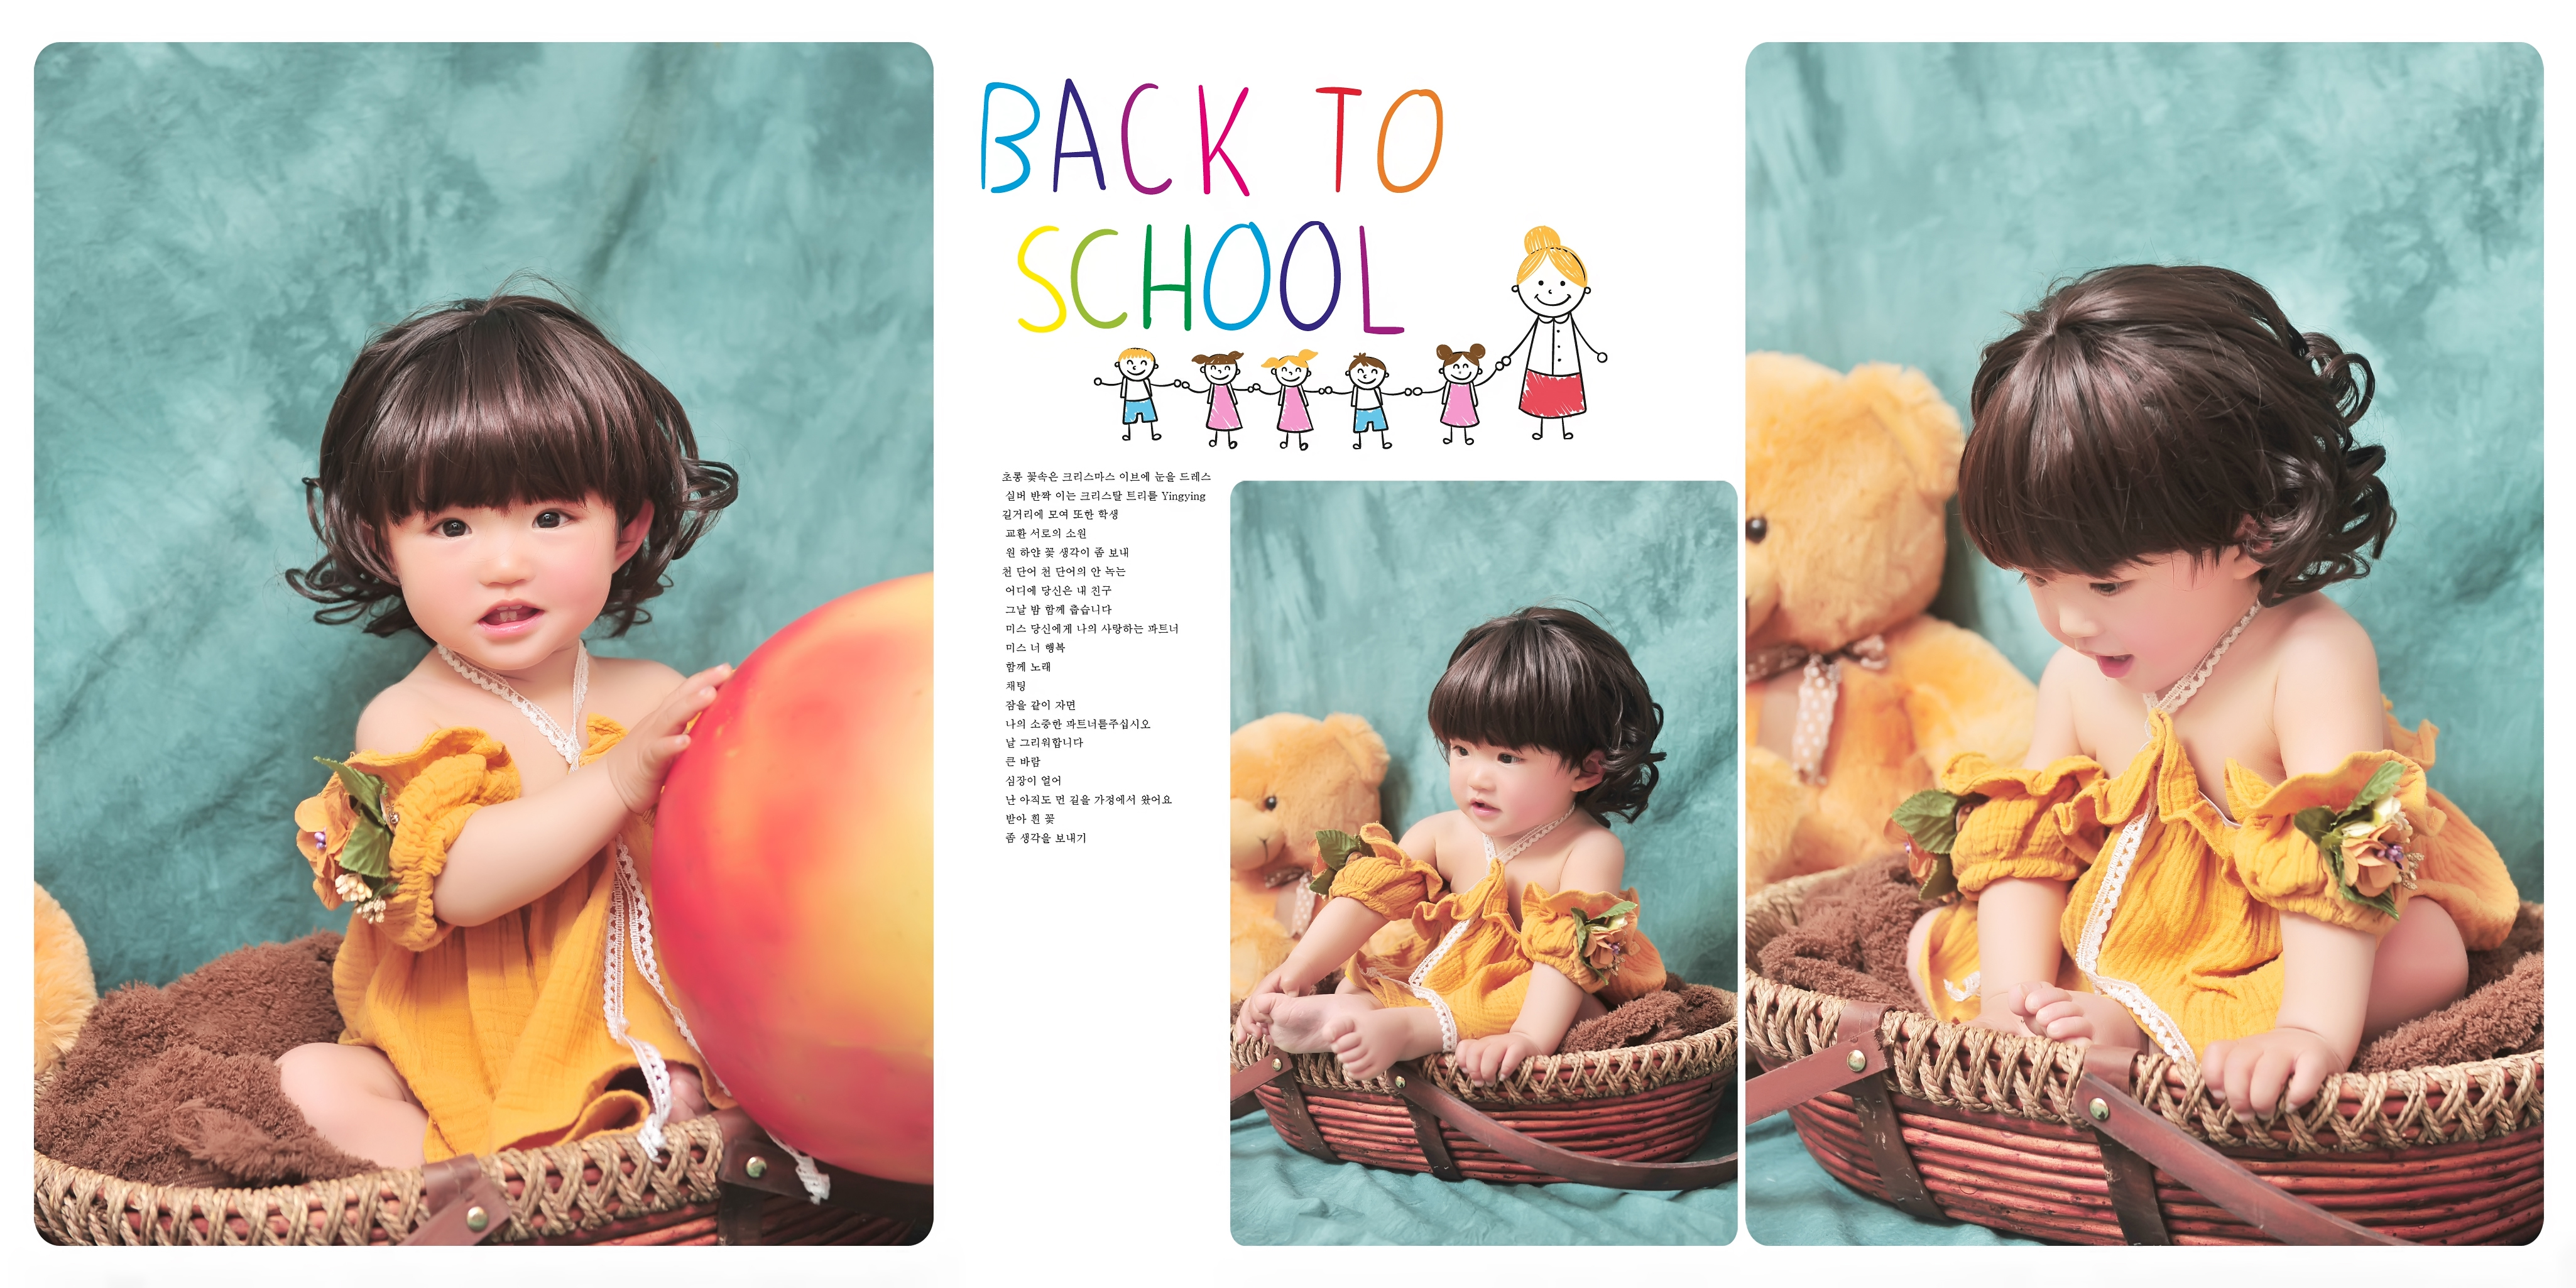 BACK TO
SCHOOL
초롱 꽃속은 크리스마스 이브에 눈을 드레스
실버 반짝 이는 크리스탈 트리를 Yingying
길거리에 모여 또한 학생
교환 서로의 소원
원 하얀 꽃 생각이 좀 보내
천 단어 천 단어의 안 녹는
어디에 당신은 내 친구
그날 밤 함께 춥습니다
미스 당신에게 나의 사랑하는 파트너
미스 너 행복
함께 노래
채팅
잠을 같이 자면
나의 소중한 파트너를주십시오
날 그리워합니다
큰 바람
심장이 얼어
난 아직도 먼 길을 가정에서 왔어요
받아 흰 꽃
좀 생각을 보내기